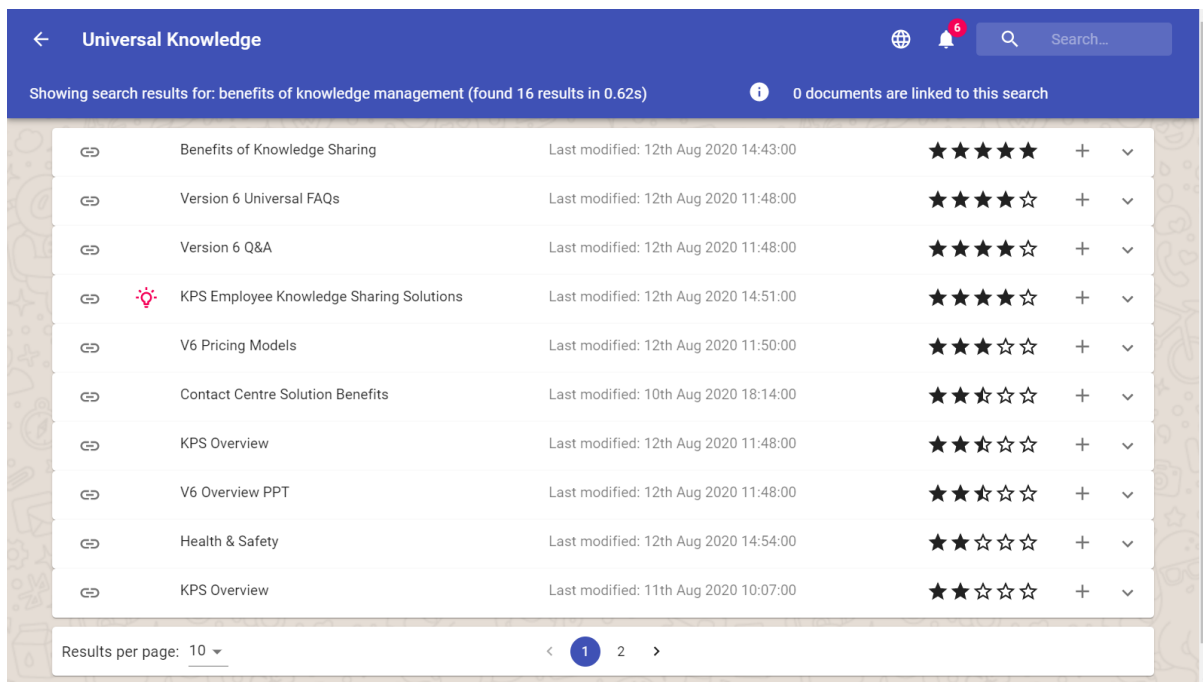 Universal Knowledge 6 Search...
Showing search results for: benefits of knowledge management (found 16 results in 0.62s) 0 documents are linked to this search
Benefits of Knowledge Sharing Last modified: 12th Aug 2020 14:43:00
Version 6 Universal FAQs Last modified: 12th Aug 2020 11:48:00
Version 6 Q&A Last modified: 12th Aug 2020 11:48:00
KPS Employee Knowledge Sharing Solutions Last modified: 12th Aug 2020 14:51:00
V6 Pricing Models Last modified: 12th Aug 2020 11:50:00
Contact Centre Solution Benefits Last modified: 10th Aug 2020 18:14:00
KPS Overview Last modified: 12th Aug 2020 11:48:00
V6 Overview PPT Last modified: 12th Aug 2020 11:48:00
Health & Safety Last modified: 12th Aug 2020 14:54:00
KPS Overview Last modified: 11th Aug 2020 10:07:00
Results per page: 10 1 2